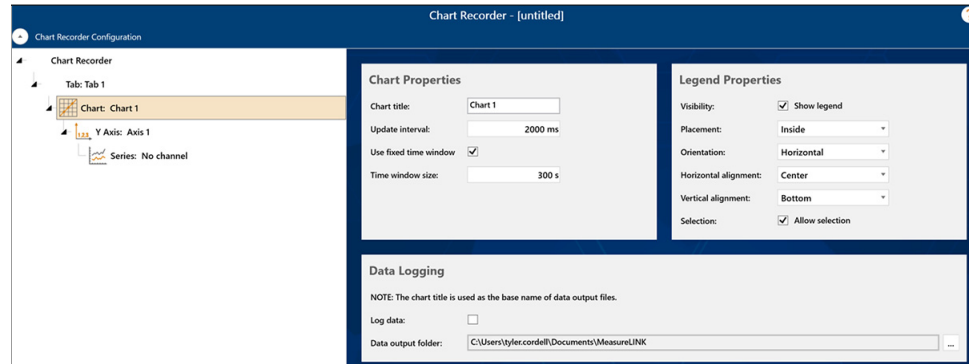 Chart Recorder - [untitled]
Chart Recorder Configuration
Chart Recorder
Tab: Tab 1
Chart: Chart 1
1 2 3 Y Axis: Axis 1
Series: No channel
Chart Properties
Chart title: Chart 1
Update interval: 2000 ms
Use fixed time window
Time window size: 300 s
Legend Properties
Visibility: Show legend
Placement: Inside
Orientation: Horizontal
Horizontal alignment: Center
Vertical alignment: Bottom
Selection: Allow selection
Data Logging
NOTE: The chart title is used as the base name of data output files.
Log data:
Data output folder: C:\Users\tyler.cordell\Documents\MeasureLINK ...